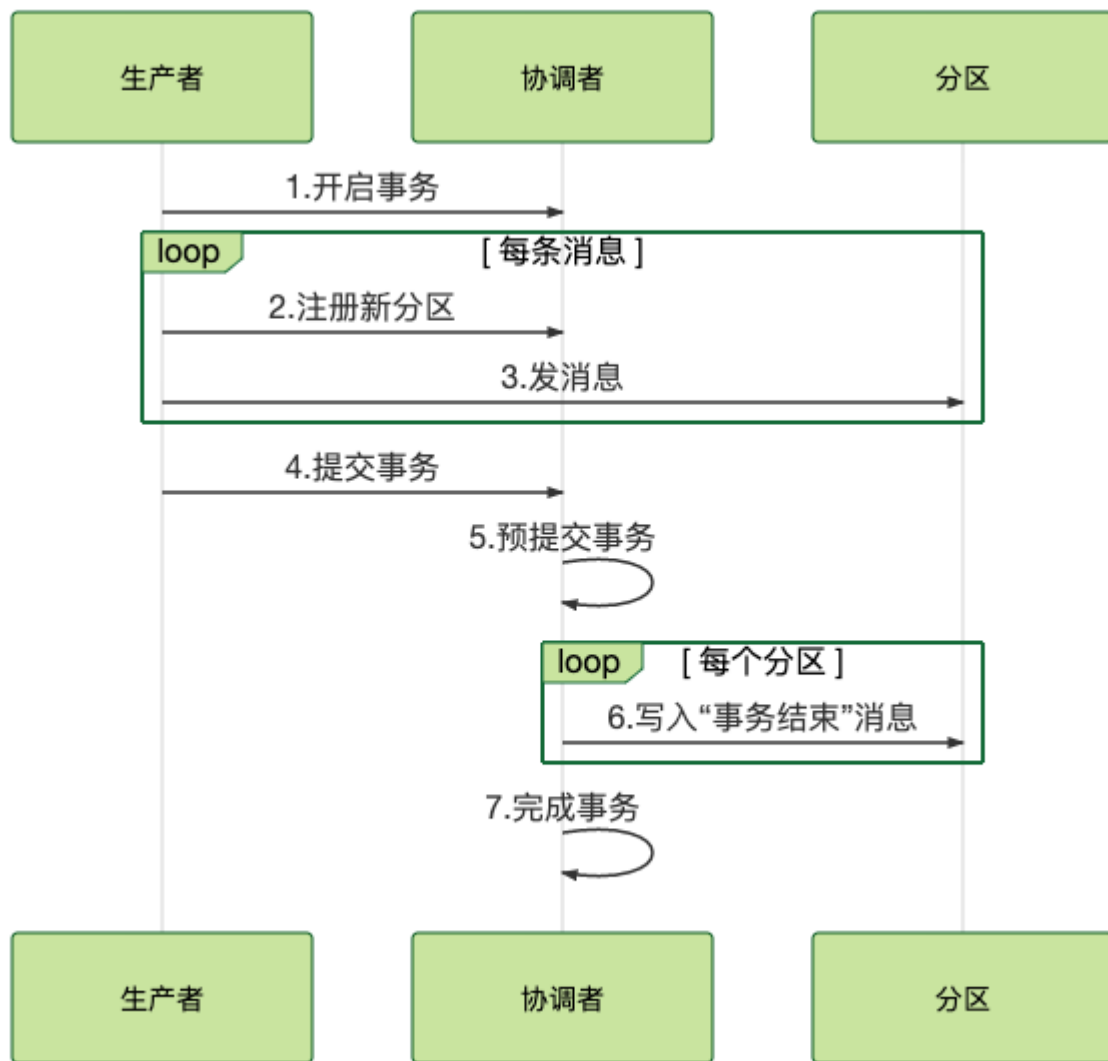 生产者 协调者 分区
1.开启事务
loop [ 每条消息 ]
2.注册新分区
3.发消息
4.提交事务
5.预提交事务
loop [ 每个分区 ]
6.写入“事务结束”消息
7.完成事务
生产者 协调者 分区